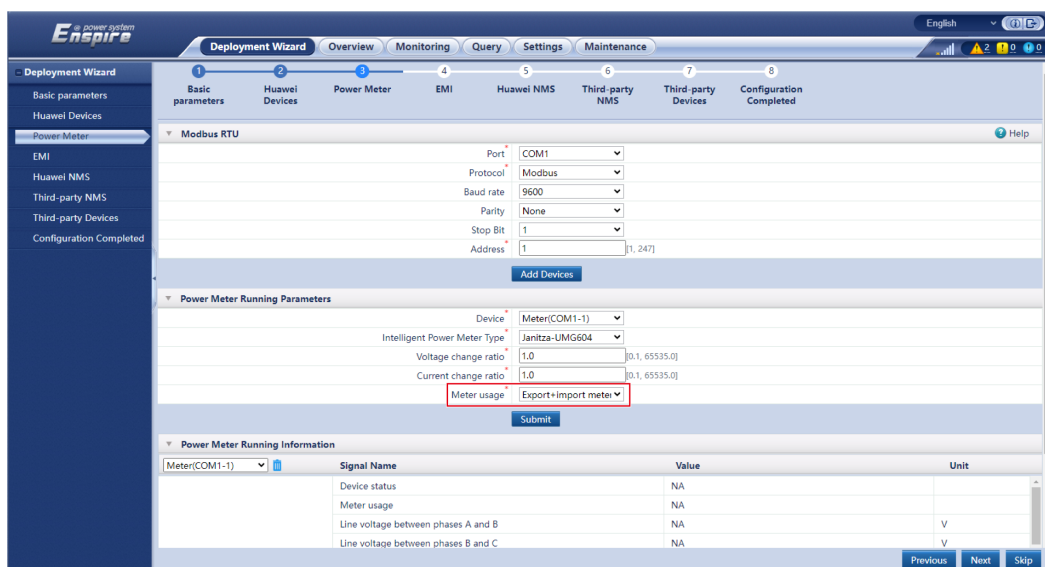 e power system
Enspire
English
Deployment Wizard Overview Monitoring Query Settings Maintenance
2 0 0
Deployment Wizard
Basic parameters
Huawei Devices
Power Meter
EMI
Huawei NMS
Third-party NMS
Third-party Devices
Configuration Completed
1 2 3 4 5 6 7 8
Basic parameters
Huawei Devices
Power Meter
EMI
Huawei NMS
Third-party NMS
Third-party Devices
Configuration Completed
Modbus RTU
Help
Port* COM1
Protocol* Modbus
Baud rate 9600
Parity None
Stop Bit 1
Address* 1 [1, 247]
Add Devices
Power Meter Running Parameters
Device* Meter(COM1-1)
Intelligent Power Meter Type* Janitza-UMG604
Voltage change ratio* 1.0 [0.1, 65535.0]
Current change ratio* 1.0 [0.1, 65535.0]
Meter usage* Export+import meter
Submit
Power Meter Running Information
Meter(COM1-1) Signal Name Value Unit
Device status NA
Meter usage NA
Line voltage between phases A and B NA V
Line voltage between phases B and C NA V
Previous Next Skip